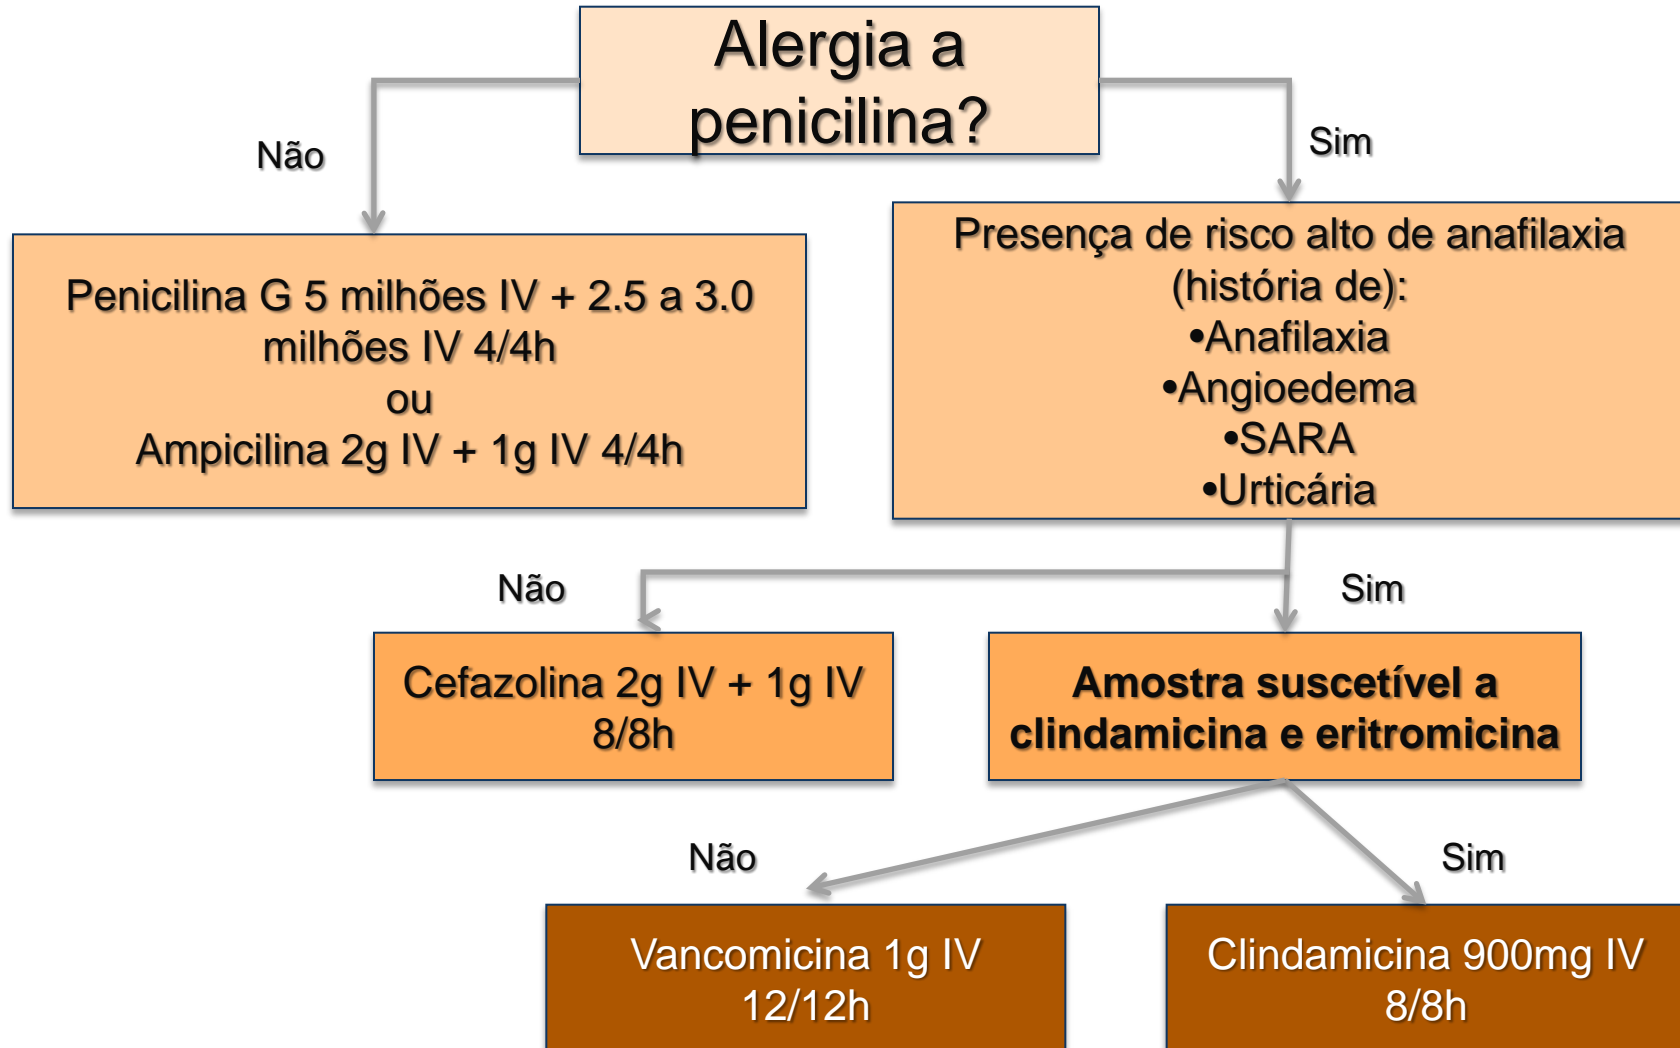 Alergia a
penicilina?
Não
Sim
Penicilina G 5 milhões IV + 2.5 a 3.0
milhões IV 4/4h
ou
Ampicilina 2g IV + 1g IV 4/4h
Presença de risco alto de anafilaxia
(história de):
•Anafilaxia
•Angioedema
•SARA
•Urticária
Não
Sim
Cefazolina 2g IV + 1g IV
8/8h
Amostra suscetível a
clindamicina e eritromicina
Não
Sim
Vancomicina 1g IV
12/12h
Clindamicina 900mg IV
8/8h